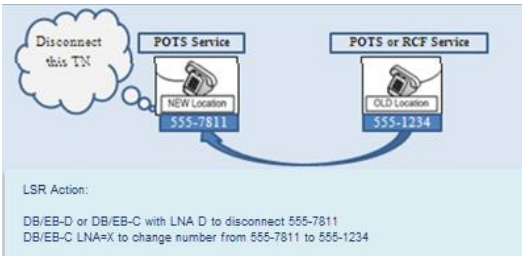 Disconnect
this TN
POTS Service
POTS or RCF Service
NEW Location
OLD Location
555-7811
555-1234
LSR Action:
DB/EB-D or DB/EB-C with LNA D to disconnect 555-7811
DB/EB-C LNA=X to change number from 555-7811 to 555-1234